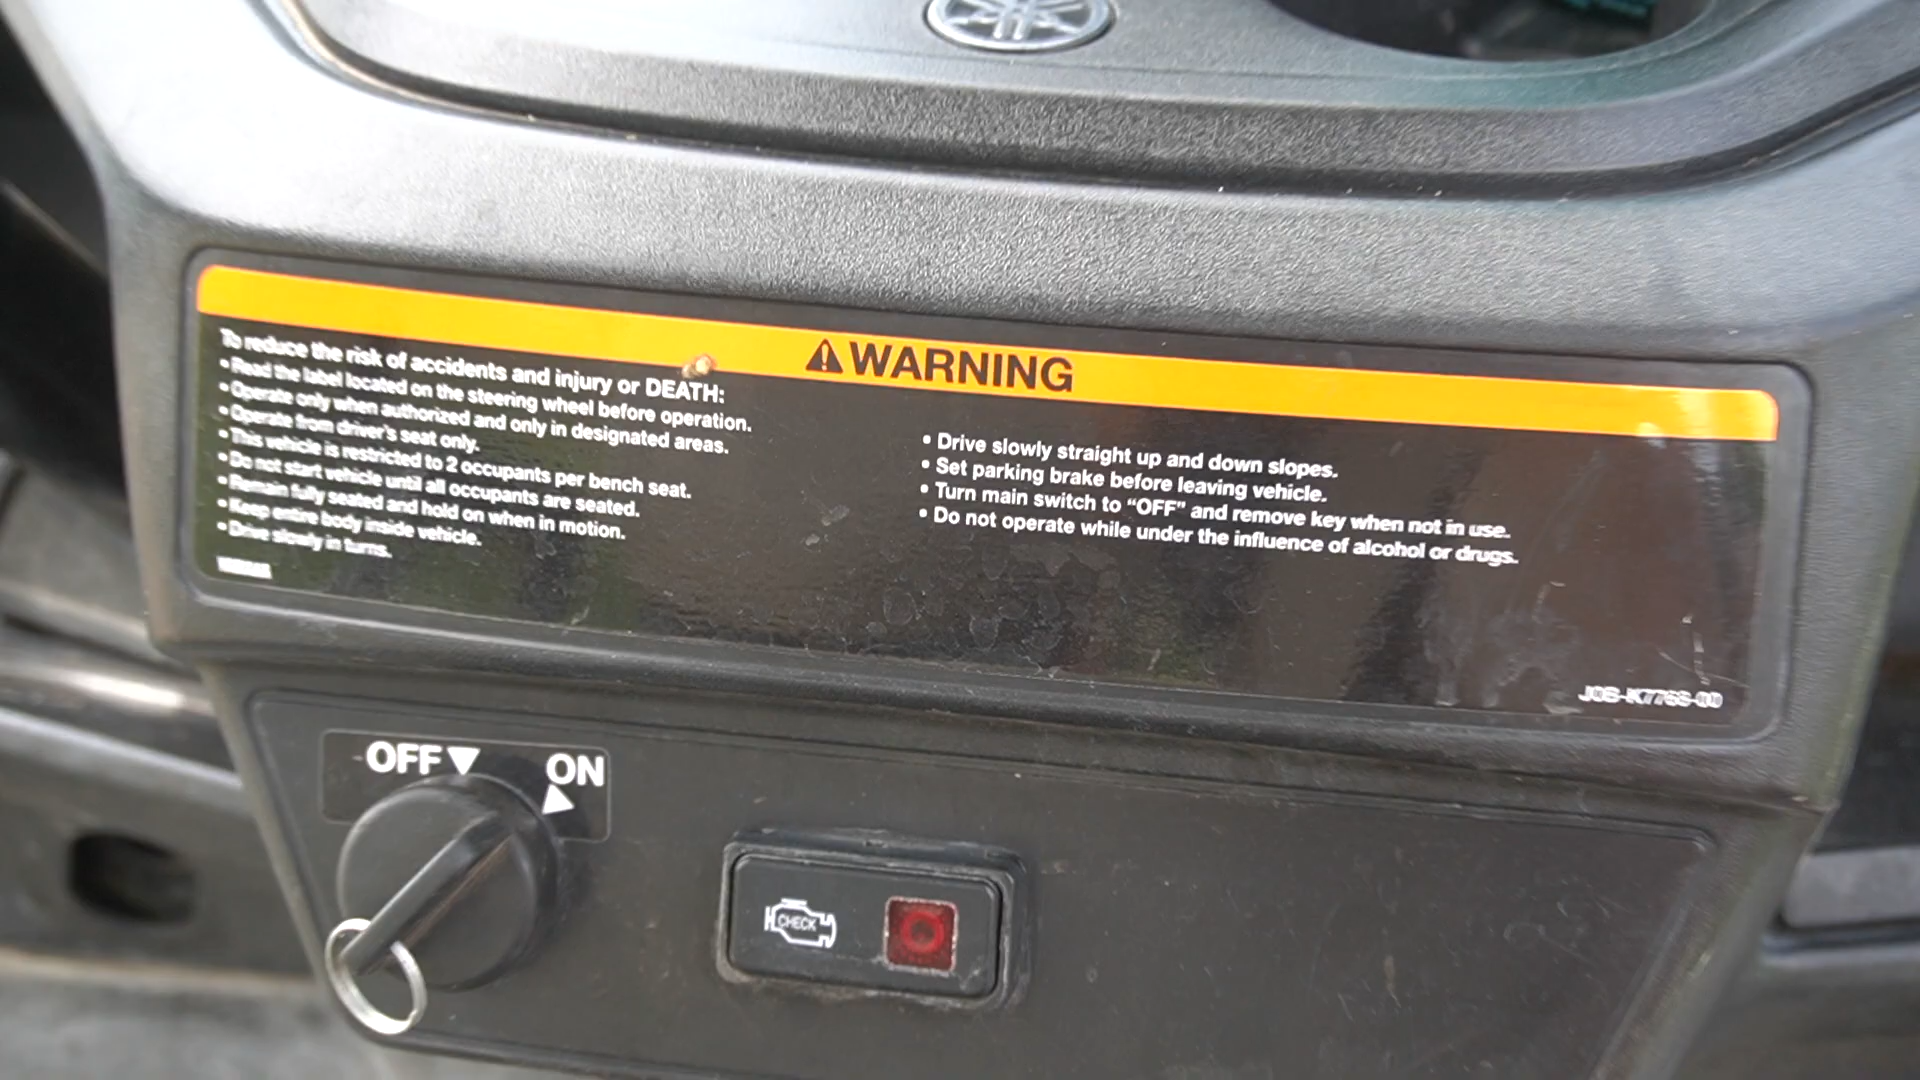 WARNING
To reduce the risk of accidents and injury or DEATH:
• Read the label located on the steering wheel before operation.
• Operate only when authorized and only in designated areas.
• Operate from driver's seat only.
• This vehicle is restricted to 2 occupants per bench seat.
• Do not start vehicle until all occupants are seated.
• Remain fully seated and hold on when in motion.
• Keep entire body inside vehicle.
• Drive slowly in turns.
• Drive slowly straight up and down slopes.
• Set parking brake before leaving vehicle.
• Turn main switch to “OFF” and remove key when not in use.
• Do not operate while under the influence of alcohol or drugs.
OFF ON
CHECK